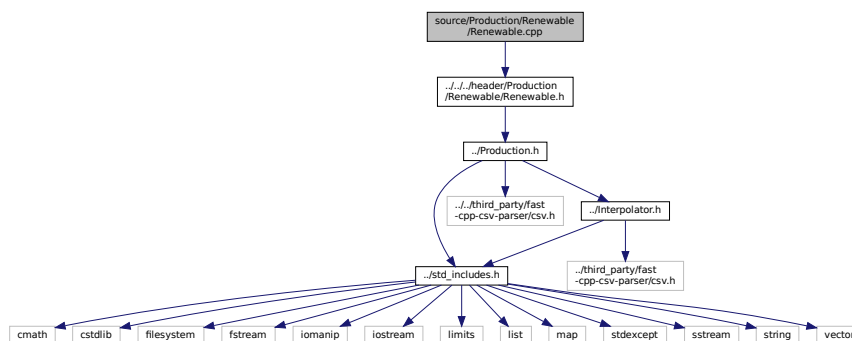 source/Production/Renewable
/Renewable.cpp
../../../header/Production
/Renewable/Renewable.h
../Production.h
../../third_party/fast
-cpp-csv-parser/csv.h
../Interpolator.h
../std_includes.h
../third_party/fast
-cpp-csv-parser/csv.h
cmath
cstdlib
filesystem
fstream
iomanip
iostream
limits
list
map
stdexcept
sstream
string
vector